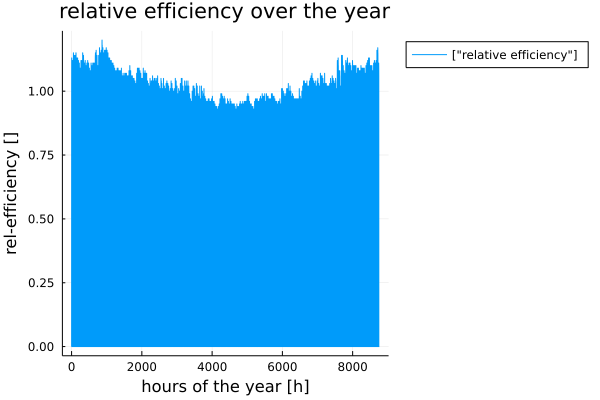 relative efficiency over the year
["relative efficiency"]
rel-efficiency []
1.00
0.75
0.50
0.25
0.00
0 2000 4000 6000 8000
hours of the year [h]